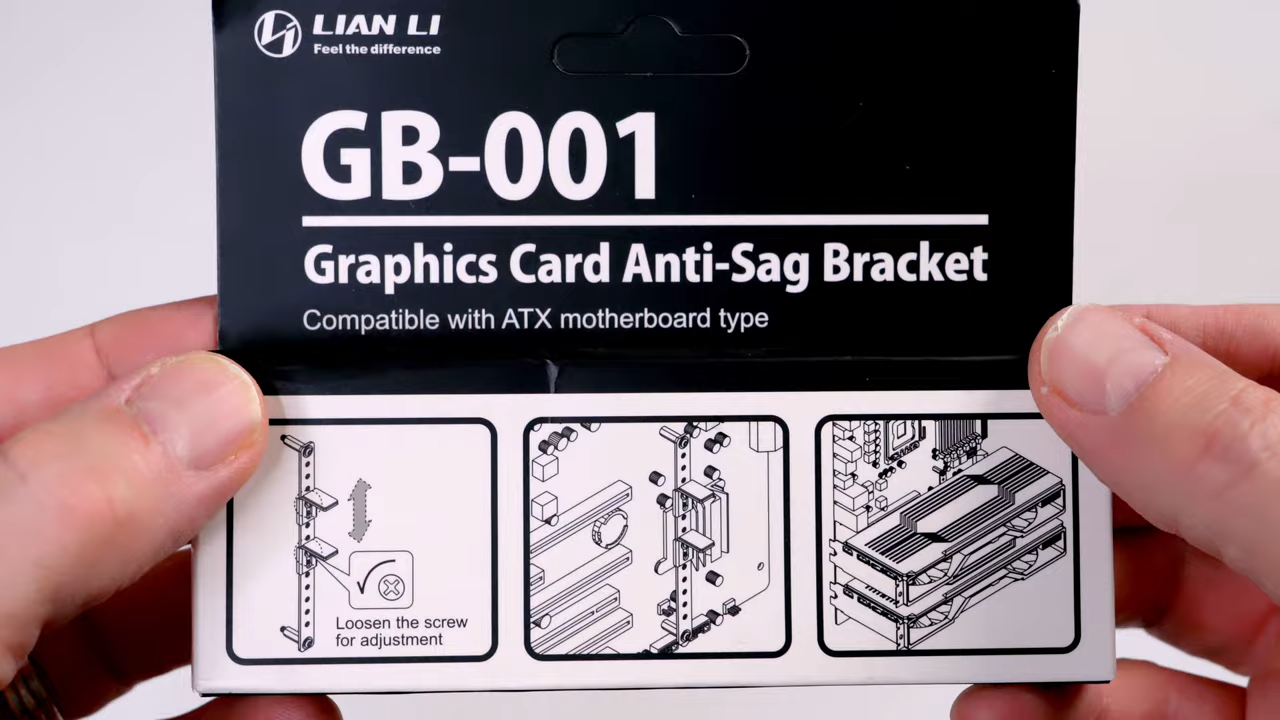 LIAN LI
Feel the difference
GB-001
Graphics Card Anti-Sag Bracket
Compatible with ATX motherboard type
Loosen the screw
for adjustment